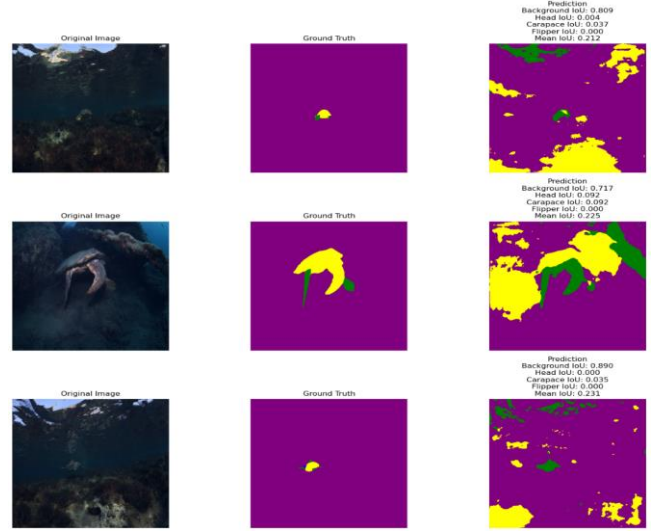 Original Image
Ground Truth
Prediction
Background IoU: 0.809
Head IoU: 0.004
Carapace IoU: 0.037
Flipper IoU: 0.000
Mean IoU: 0.212
Original Image
Ground Truth
Prediction
Background IoU: 0.717
Head IoU: 0.092
Carapace IoU: 0.092
Flipper IoU: 0.000
Mean IoU: 0.225
Original Image
Ground Truth
Prediction
Background IoU: 0.890
Head IoU: 0.000
Carapace IoU: 0.035
Flipper IoU: 0.000
Mean IoU: 0.231